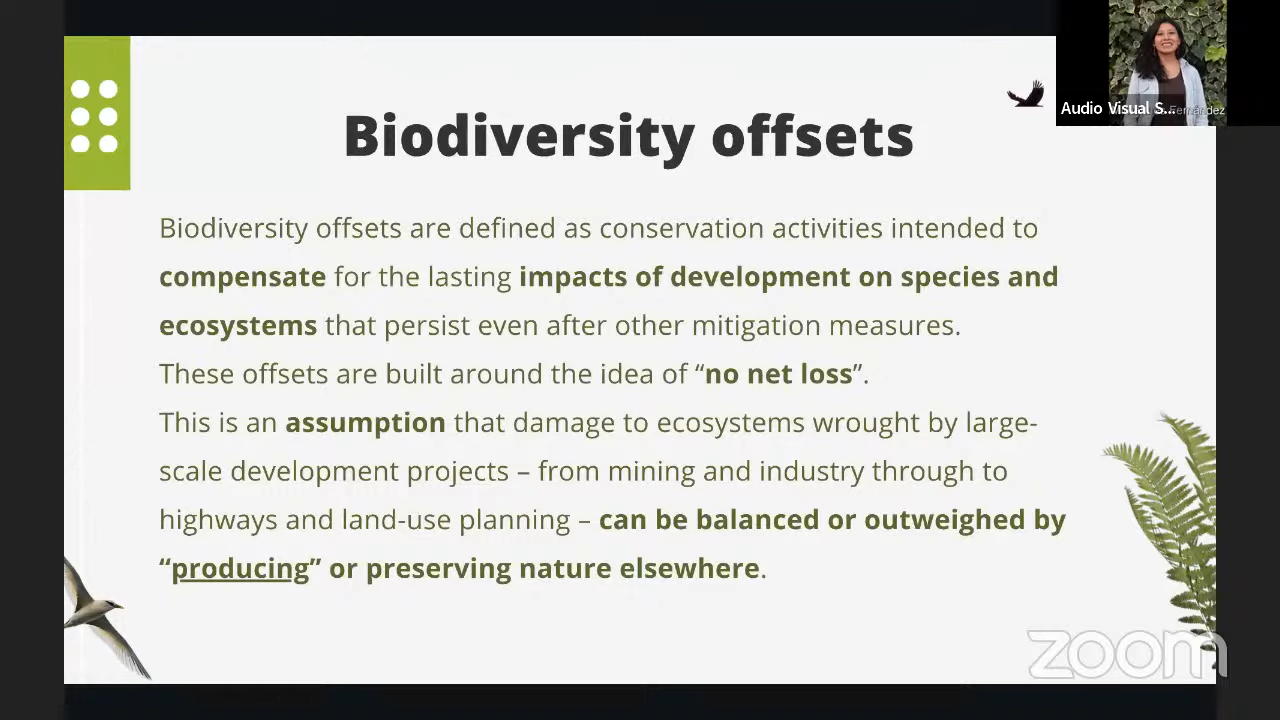 Biodiversity offsets
Audio Visual S...
Fernández
Biodiversity offsets are defined as conservation activities intended to
compensate for the lasting impacts of development on species and
ecosystems that persist even after other mitigation measures.
These offsets are built around the idea of “no net loss”.
This is an assumption that damage to ecosystems wrought by large-
scale development projects – from mining and industry through to
highways and land-use planning – can be balanced or outweighed by
“producing” or preserving nature elsewhere.
zoom